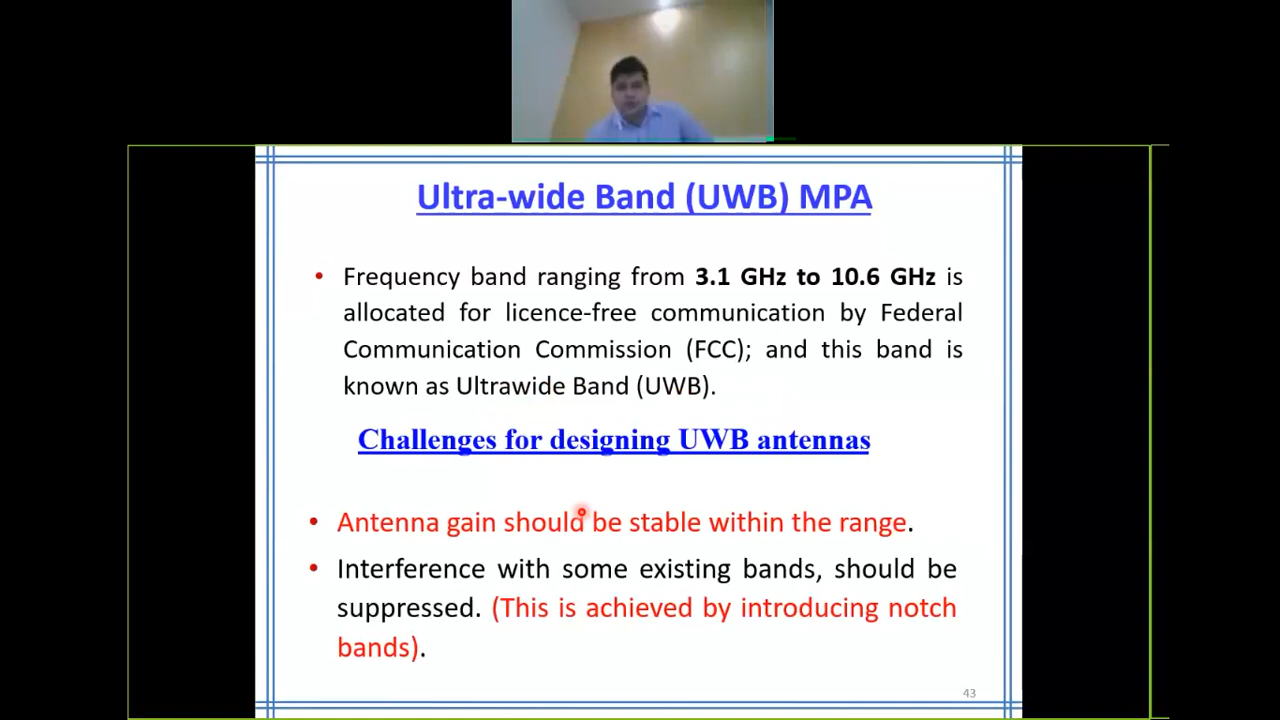 Ultra-wide Band (UWB) MPA
• Frequency band ranging from 3.1 GHz to 10.6 GHz is
allocated for licence-free communication by Federal
Communication Commission (FCC); and this band is
known as Ultrawide Band (UWB).
Challenges for designing UWB antennas
• Antenna gain should be stable within the range.
• Interference with some existing bands, should be
suppressed. (This is achieved by introducing notch
bands).
43